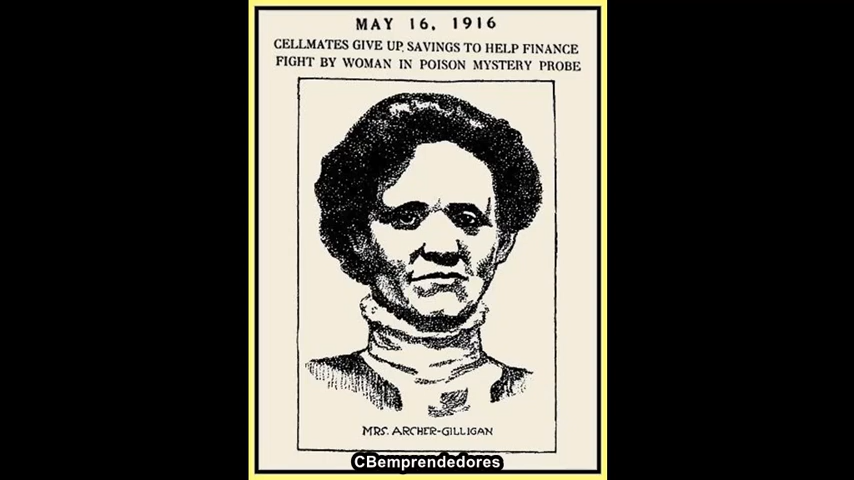 MAY 16, 1916
CELLMATES GIVE UP, SAVINGS TO HELP FINANCE
FIGHT BY WOMAN IN POISON MYSTERY PROBE
MRS. ARCHER-GILLIGAN
CBemprendedores